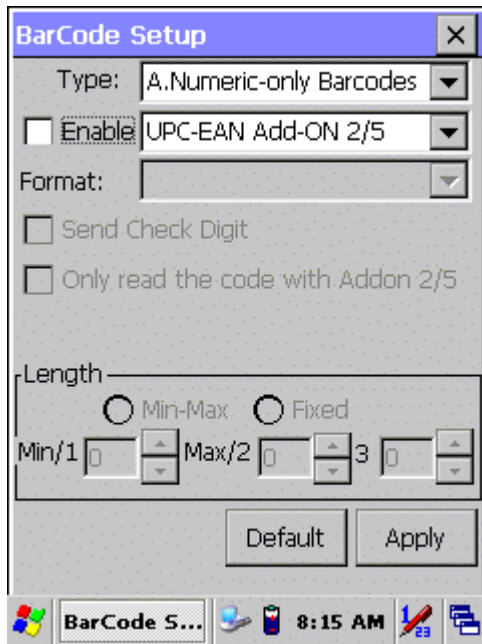 BarCode Setup
Type: A.Numeric-only Barcodes
Enable UPC-EAN Add-ON 2/5
Format:
Send Check Digit
Only read the code with Addon 2/5
Length
Min-Max Fixed
Min/1 0 Max/2 0 3 0
Default Apply
BarCode S... 8:15 AM 1/23